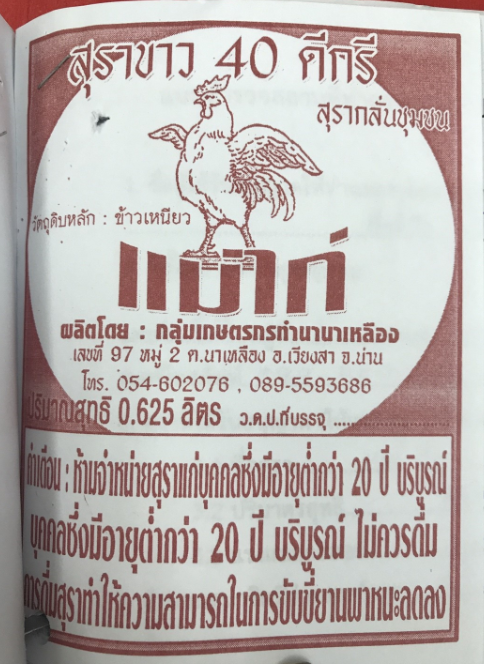 สุราขาว 40 ดีกรี
สุรากลั่นชุมชน
วัตถุดิบหลัก : ข้าวเหนียว
แม่ไก่
ผลิตโดย : กลุ่มเกษตรกรทำนานาเหลือง
เลขที่ 97 หมู่ 2 ต.นาเหลือง อ.เวียงสา จ.น่าน
โทร. 054-602076 , 089-5593686
ปริมาณสุทธิ 0.625 ลิตร ว.ด.ป.ที่บรรจุ ........................
คำเตือน : ห้ามจำหน่ายสุราแก่บุคคลซึ่งมีอายุต่ำกว่า 20 ปี บริบูรณ์
บุคคลซึ่งมีอายุต่ำกว่า 20 ปี บริบูรณ์ ไม่ควรดื่ม
การดื่มสุราทำให้ความสามารถในการขับขี่ยานพาหนะลดลง